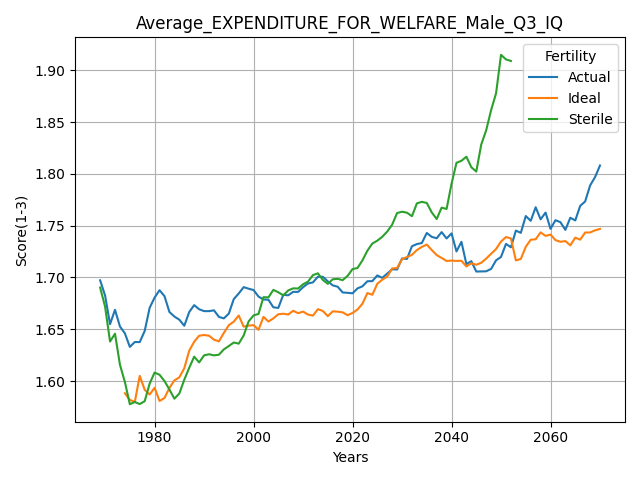 Average_EXPENDITURE_FOR_WELFARE_Male_Q3_IQ
Score(1-3)
1.90
1.85
1.80
1.75
1.70
1.65
1.60
Fertility
Actual
Ideal
Sterile
1980
2000
2020
2040
2060
Years